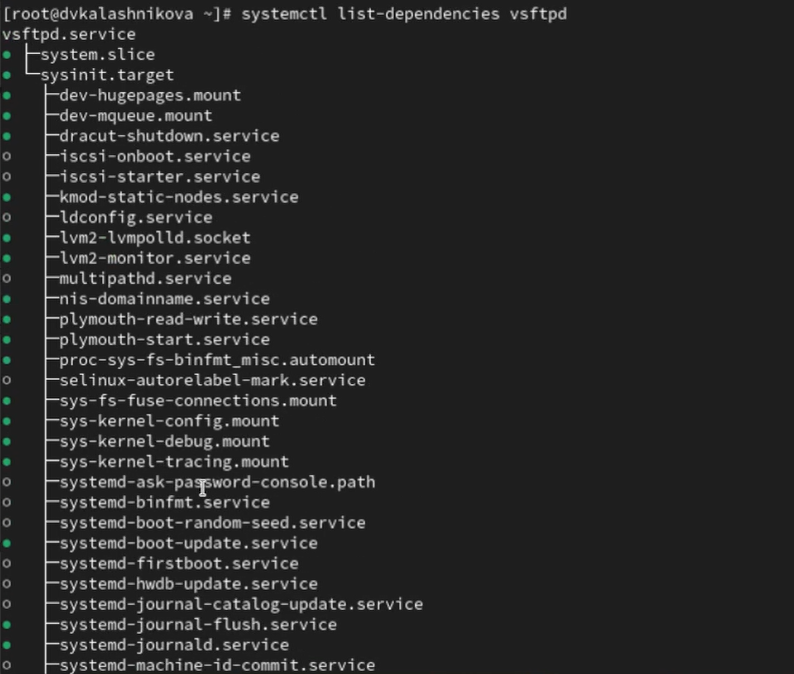 [root@dvkalashnikova ~]# systemctl list-dependencies vsftpd
vsftpd.service
● ├─system.slice
● └─sysinit.target
●   ├─dev-hugepages.mount
●   ├─dev-mqueue.mount
●   ├─dracut-shutdown.service
○   ├─iscsi-onboot.service
○   ├─iscsi-starter.service
●   ├─kmod-static-nodes.service
○   ├─ldconfig.service
●   ├─lvm2-lvmpolld.socket
●   ├─lvm2-monitor.service
○   ├─multipathd.service
●   ├─nis-domainname.service
●   ├─plymouth-read-write.service
●   ├─plymouth-start.service
●   ├─proc-sys-fs-binfmt_misc.automount
○   ├─selinux-autorelabel-mark.service
●   ├─sys-fs-fuse-connections.mount
●   ├─sys-kernel-config.mount
●   ├─sys-kernel-debug.mount
●   ├─sys-kernel-tracing.mount
○   ├─systemd-ask-password-console.path
○   ├─systemd-binfmt.service
○   ├─systemd-boot-random-seed.service
●   ├─systemd-boot-update.service
○   ├─systemd-firstboot.service
○   ├─systemd-hwdb-update.service
○   ├─systemd-journal-catalog-update.service
●   ├─systemd-journal-flush.service
●   ├─systemd-journald.service
○   ├─systemd-machine-id-commit.service